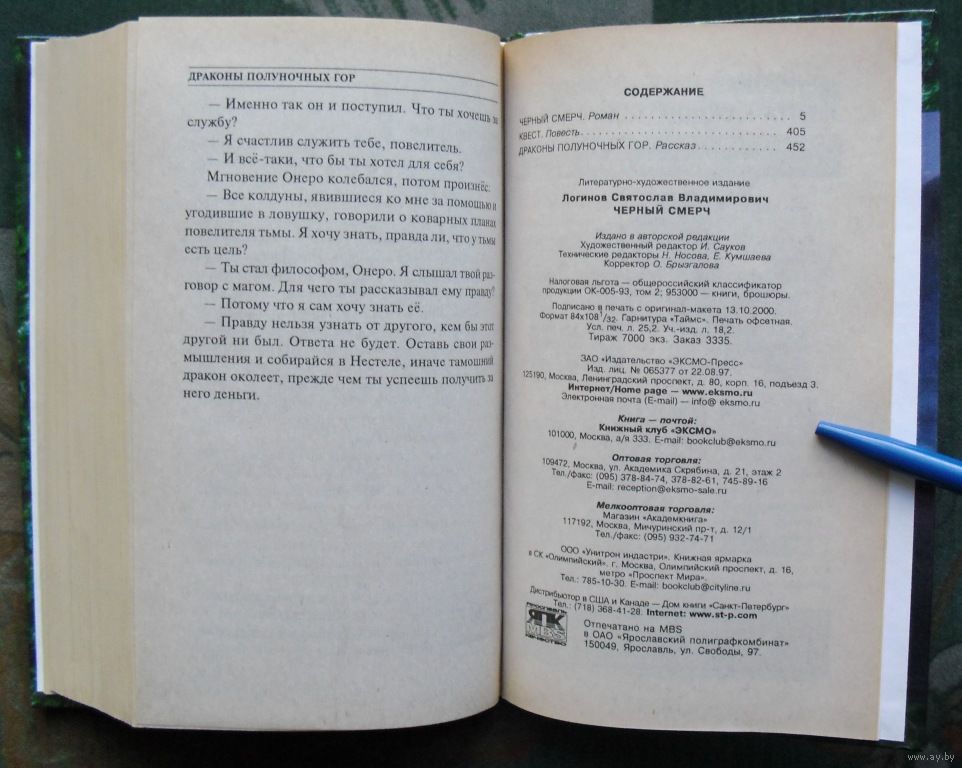 ДРАКОНЫ ПОЛУНОЧНЫХ ГОР
— Именно так он и поступил. Что ты хочешь за
службу?
— Я счастлив служить тебе, повелитель.
— И всё-таки, что бы ты хотел для себя?
Мгновение Онеро колебался, потом произнёс:
— Все колдуны, явившиеся ко мне за помощью и
угодившие в ловушку, говорили о коварных планах
повелителя тьмы. Я хочу знать, правда ли, что у тьмы
есть цель?
— Ты стал философом, Онеро. Я слышал твой раз-
говор с магом. Для чего ты рассказывал ему правду?
— Потому что я сам хочу знать её.
— Правду нельзя узнать от другого, кем бы этот
другой ни был. Ответа не будет. Оставь свои раз-
мышления и собирайся в Нестеле, иначе тамошний
дракон околеет, прежде чем ты успеешь получить за
него деньги.
СОДЕРЖАНИЕ
ЧЕРНЫЙ СМЕРЧ. Роман . . . . . . . . . . . . . . . . . . . . . . . . 5
КВЕСТ. Повесть. . . . . . . . . . . . . . . . . . . . . . . . . . . . 405
ДРАКОНЫ ПОЛУНОЧНЫХ ГОР. Рассказ . . . . . . . . . . . . 452
Литературно-художественное издание
Логинов Святослав Владимирович
ЧЕРНЫЙ СМЕРЧ
Издано в авторской редакции
Художественный редактор И. Сауков
Технические редакторы Н. Носова, Е. Кумшаева
Корректор О. Брызгалова
Налоговая льгота — общероссийский классификатор
продукции ОК-005-93, том 2; 953000 — книги, брошюры.
Подписано в печать с оригинал-макета 13.10.2000.
Формат 84х108 1/32. Гарнитура «Таймс». Печать офсетная.
Усл. печ. л. 25,2. Уч.-изд. л. 18,2.
Тираж 7000 экз. Заказ 3335.
ЗАО «Издательство «ЭКСМО-Пресс»
Изд. лиц. № 065377 от 22.08.97.
125190, Москва, Ленинградский проспект, д. 80, корп. 16, подъезд 3.
Интернет/Home page — www.eksmo.ru
Электронная почта (E-mail) — info@ eksmo.ru
Книга — почтой:
Книжный клуб «ЭКСМО»
101000, Москва, а/я 333. E-mail: bookclub@eksmo.ru
Оптовая торговля:
109472, Москва, ул. Академика Скрябина, д. 21, этаж 2
Тел./факс: (095) 378-84-74, 378-82-61, 745-89-16
E-mail: reception@eksmo-sale.ru
Мелкооптовая торговля:
Магазин «Академкнига»
117192, Москва, Мичуринский пр-т, д. 12/1
Тел./факс: (095) 932-74-71
ООО «Унитрон индастри». Книжная ярмарка
в СК «Олимпийский». г. Москва, Олимпийский проспект, д. 16,
метро «Проспект Мира».
Тел.: 785-10-30. E-mail: bookclub@cityline.ru
Дистрибьютор в США и Канаде — Дом книги «Санкт-Петербург»
Тел.: (718) 368-41-28. Internet: www.st-p.com
ЯПК
MBS
Отпечатано на MBS
в ОАО «Ярославский полиграфкомбинат»
150049, Ярославль, ул. Свободы, 97.
www.ay.by